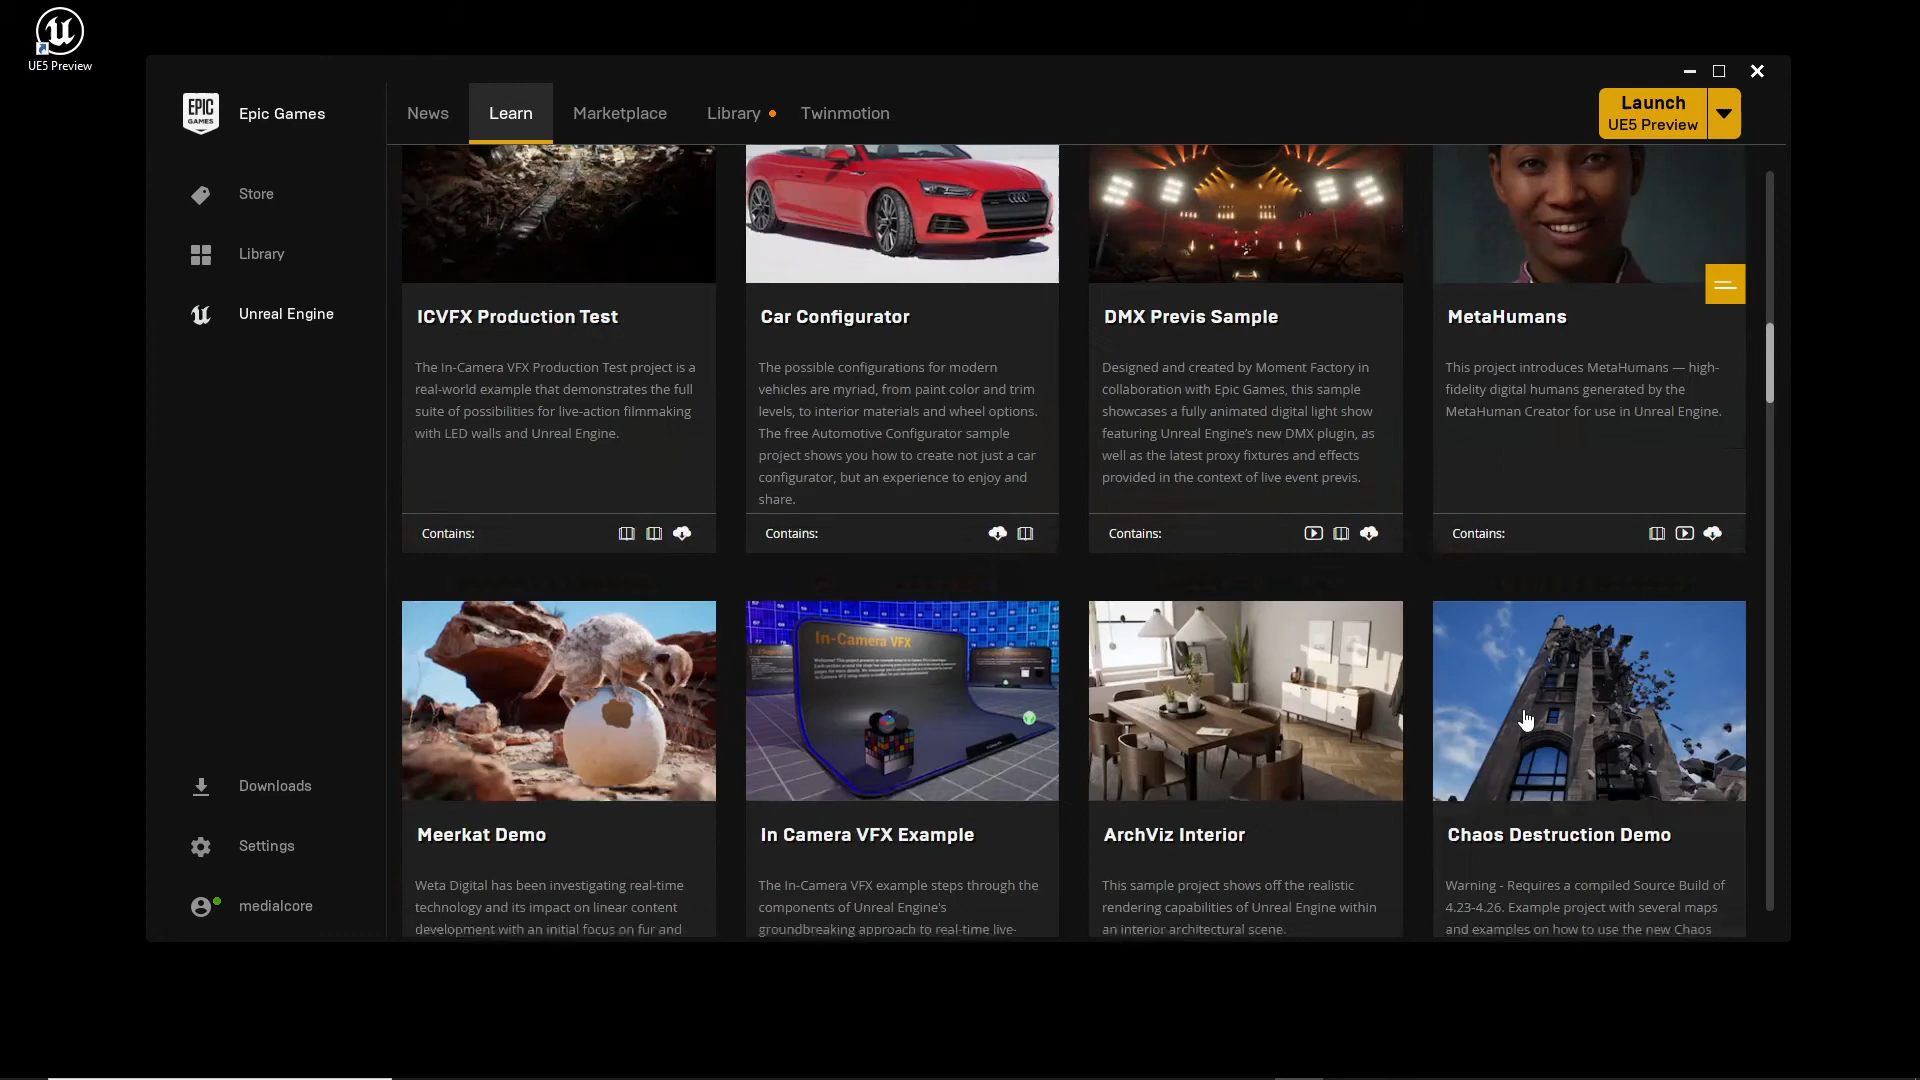 UE5 Preview
EPIC
GAMES
Epic Games
News
Learn
Marketplace
Library
Twinmotion
Launch
UE5 Preview
Store
Library
Unreal Engine
Downloads
Settings
medialcore
ICVFX Production Test
The In-Camera VFX Production Test project is a
real-world example that demonstrates the full
suite of possibilities for live-action filmmaking
with LED walls and Unreal Engine.
Contains:
Car Configurator
The possible configurations for modern
vehicles are myriad, from paint color and trim
levels, to interior materials and wheel options.
The free Automotive Configurator sample
project shows you how to create not just a car
configurator, but an experience to enjoy and
share.
Contains:
DMX Previs Sample
Designed and created by Moment Factory in
collaboration with Epic Games, this sample
showcases a fully animated digital light show
featuring Unreal Engine’s new DMX plugin, as
well as the latest proxy fixtures and effects
provided in the context of live event previs.
Contains:
MetaHumans
This project introduces MetaHumans — high-
fidelity digital humans generated by the
MetaHuman Creator for use in Unreal Engine.
Contains:
Meerkat Demo
Weta Digital has been investigating real-time
technology and its impact on linear content
development with an initial focus on fur and
In-Camera VFX
In Camera VFX Example
The In-Camera VFX example steps through the
components of Unreal Engine's
groundbreaking approach to real-time live-
ArchViz Interior
This sample project shows off the realistic
rendering capabilities of Unreal Engine within
an interior architectural scene.
Chaos Destruction Demo
Warning - Requires a compiled Source Build of
4.23-4.26. Example project with several maps
and examples on how to use the new Chaos